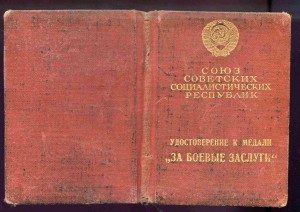 СОЮЗ
СОВЕТСКИХ
СОЦИАЛИСТИЧЕСКИХ
РЕСПУБЛИК
УДОСТОВЕРЕНИЕ К МЕДАЛИ
„ЗА БОЕВЫЕ ЗАСЛУГИ“